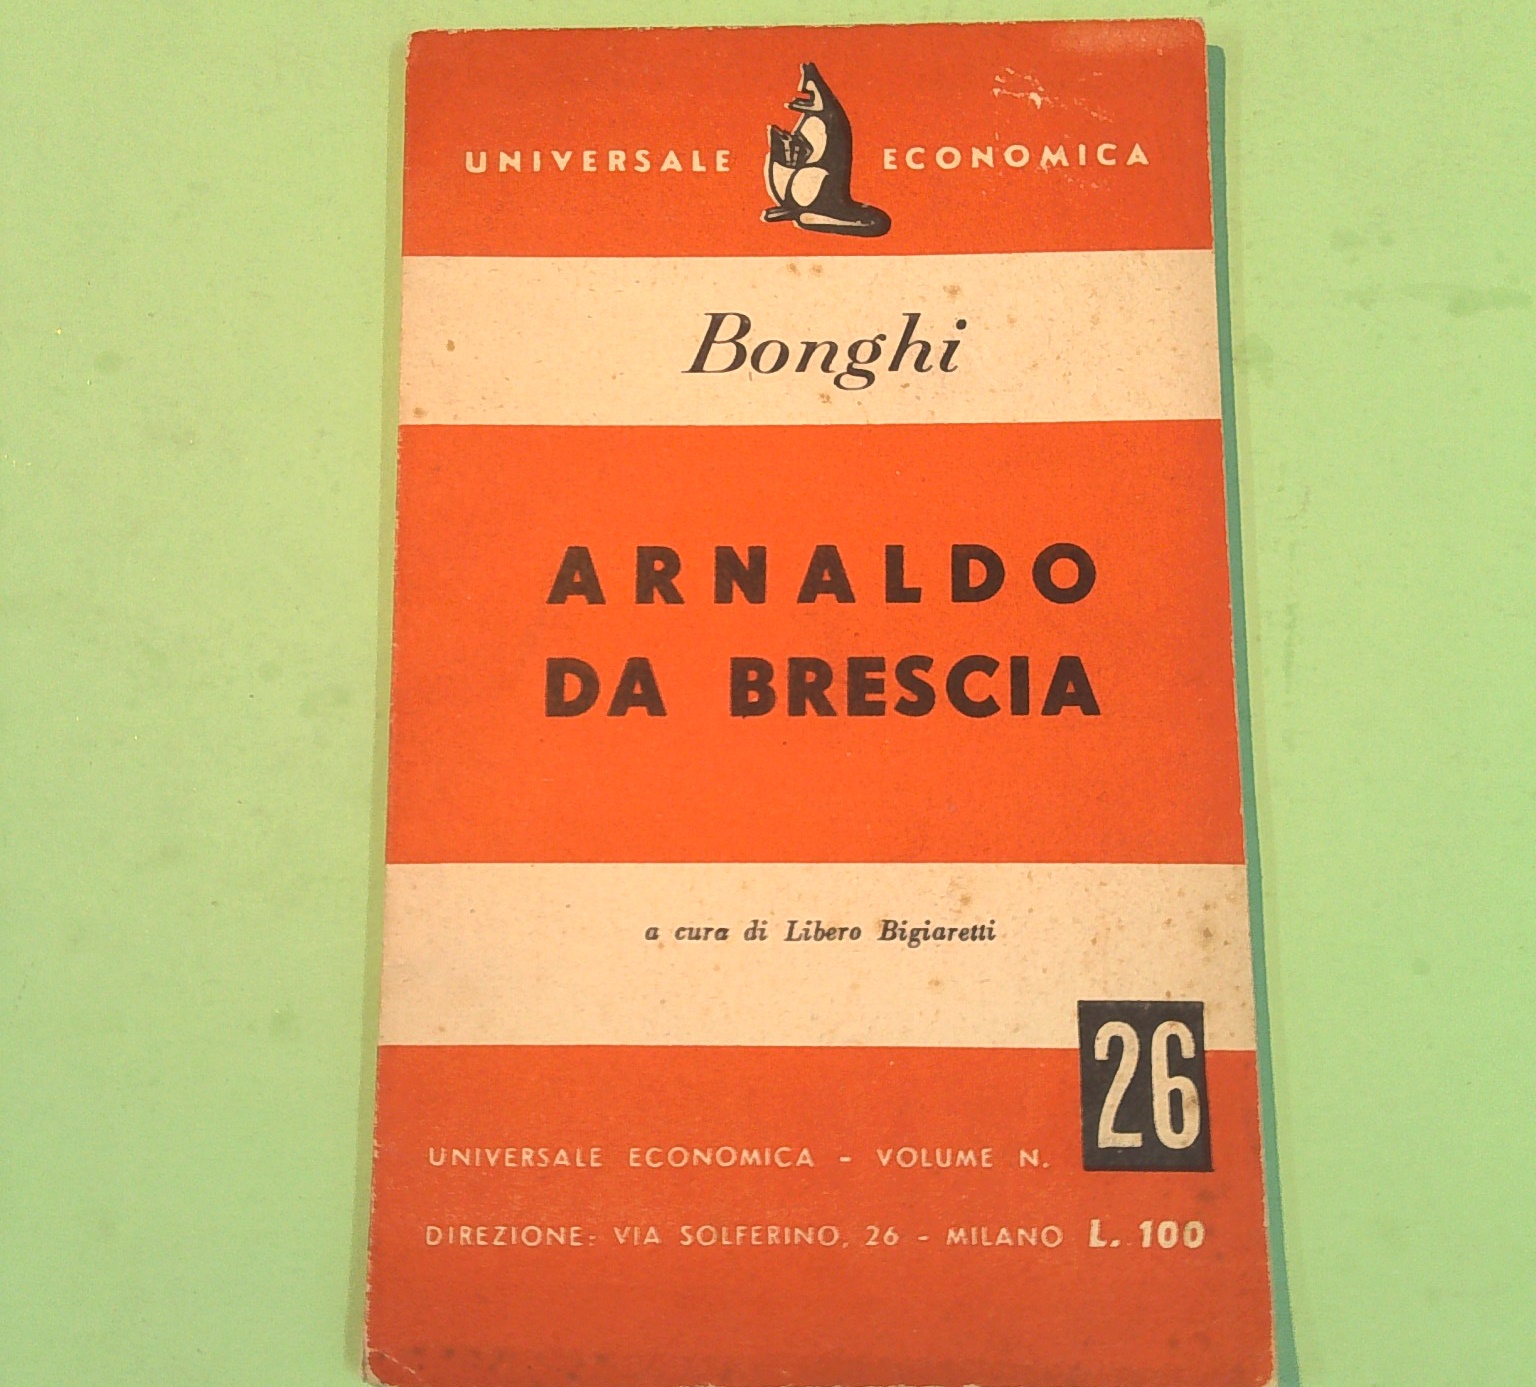 UNIVERSALE ECONOMICA
Bonghi
ARNALDO
DA BRESCIA
a cura di Libero Bigiaretti
26
UNIVERSALE ECONOMICA - VOLUME N.
DIREZIONE: VIA SOLFERINO, 26 - MILANO L. 100